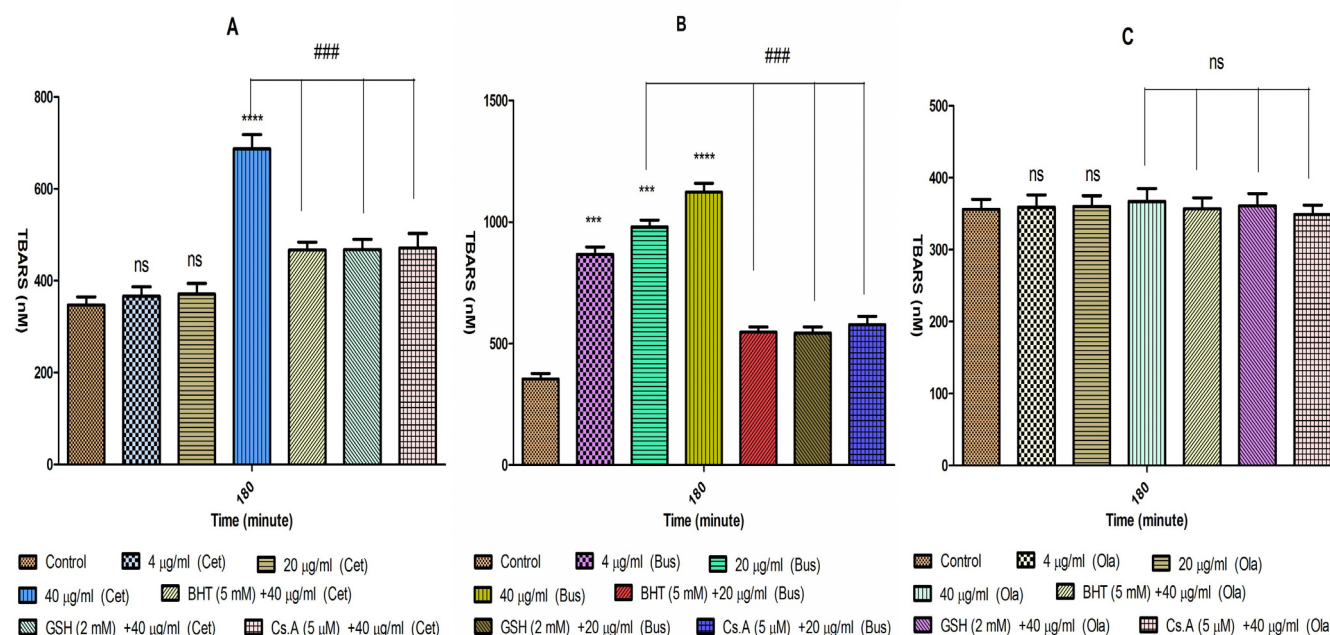 A
###
800
600
400
200
0
TBARS (nM)
ns
ns
****
180
Time (minute)
Control
4 μg/ml (Cet)
20 μg/ml (Cet)
40 μg/ml (Cet)
BHT (5 mM) +40 μg/ml (Cet)
GSH (2 mM) +40 μg/ml (Cet)
Cs.A (5 μM) +40 μg/ml (Cet)
B
###
1500
1000
500
0
TBARS (nM)
***
***
****
180
Time (minute)
Control
4 μg/ml (Bus)
20 μg/ml (Bus)
40 μg/ml (Bus)
BHT (5 mM) +20 μg/ml (Bus)
GSH (2 mM) +20 μg/ml (Bus)
Cs.A (5 μM) +20 μg/ml (Bus)
C
ns
500
400
300
200
100
0
TBARS (nM)
ns
ns
180
Time (minute)
Control
4 μg/ml (Ola)
20 μg/ml (Ola)
40 μg/ml (Ola)
BHT (5 mM) +40 μg/ml (Ola)
GSH (2 mM) +40 μg/ml (Ola)
Cs.A (5 μM) +40 μg/ml (Ola